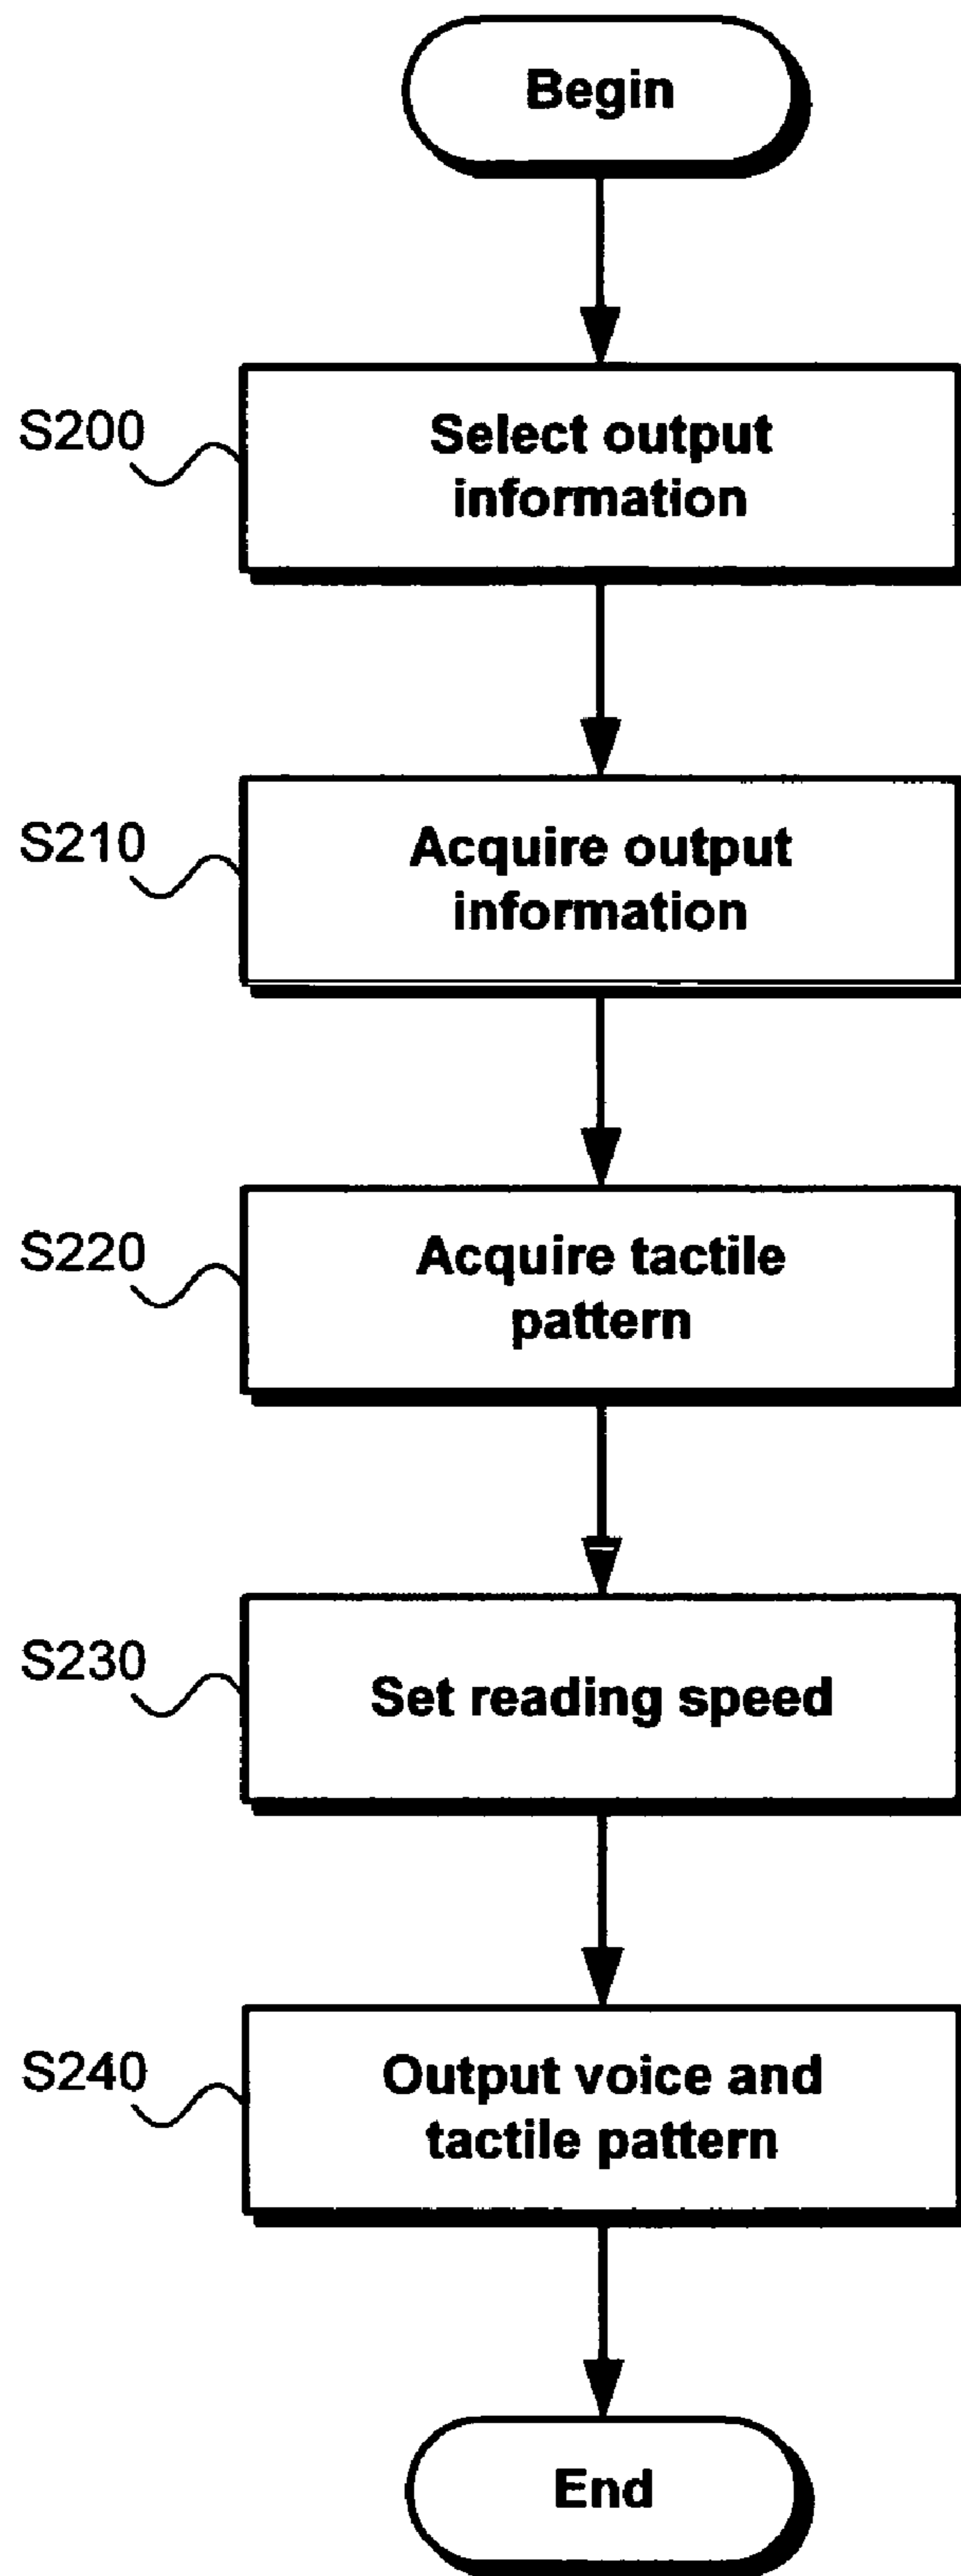 Begin
S200
Select output
information
S210
Acquire output
information
S220
Acquire tactile
pattern
S230
Set reading speed
S240
Output voice and
tactile pattern
End